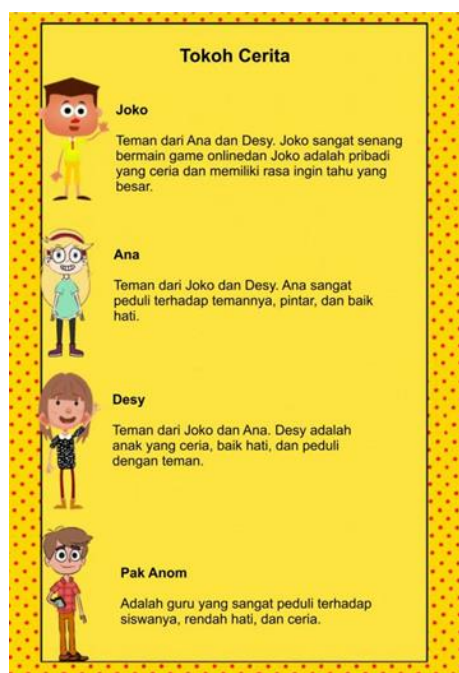 Tokoh Cerita
Joko
Teman dari Ana dan Desy. Joko sangat senang
bermain game onlinedan Joko adalah pribadi
yang ceria dan memiliki rasa ingin tahu yang
besar.
Ana
Teman dari Joko dan Desy. Ana sangat
peduli terhadap temannya, pintar, dan baik
hati.
Desy
Teman dari Joko dan Ana. Desy adalah
anak yang ceria, baik hati, dan peduli
dengan teman.
Pak Anom
Adalah guru yang sangat peduli terhadap
siswanya, rendah hati, dan ceria.